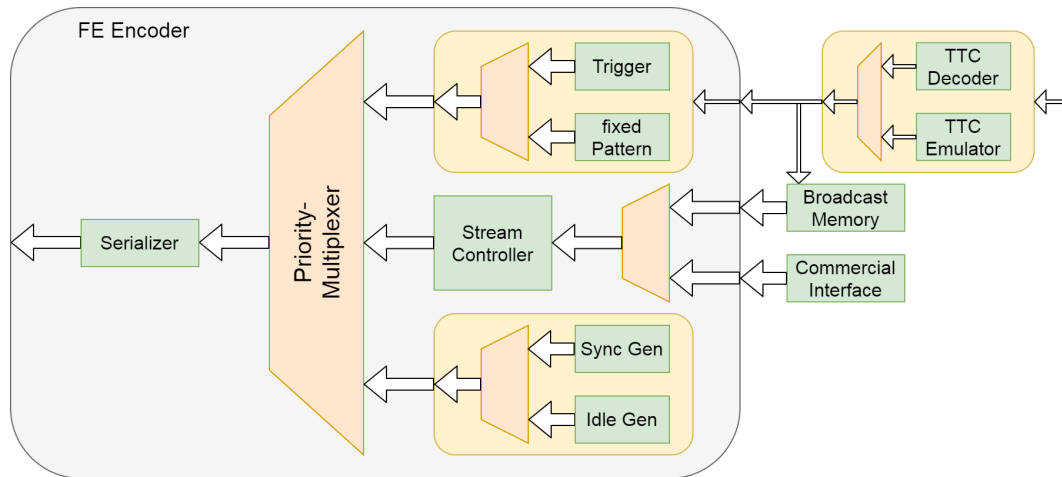 FE Encoder
Trigger
fixed
Pattern
TTC
Decoder
TTC
Emulator
Priority-
Multiplexer
Serializer
Stream
Controller
Broadcast
Memory
Commercial
Interface
Sync Gen
Idle Gen